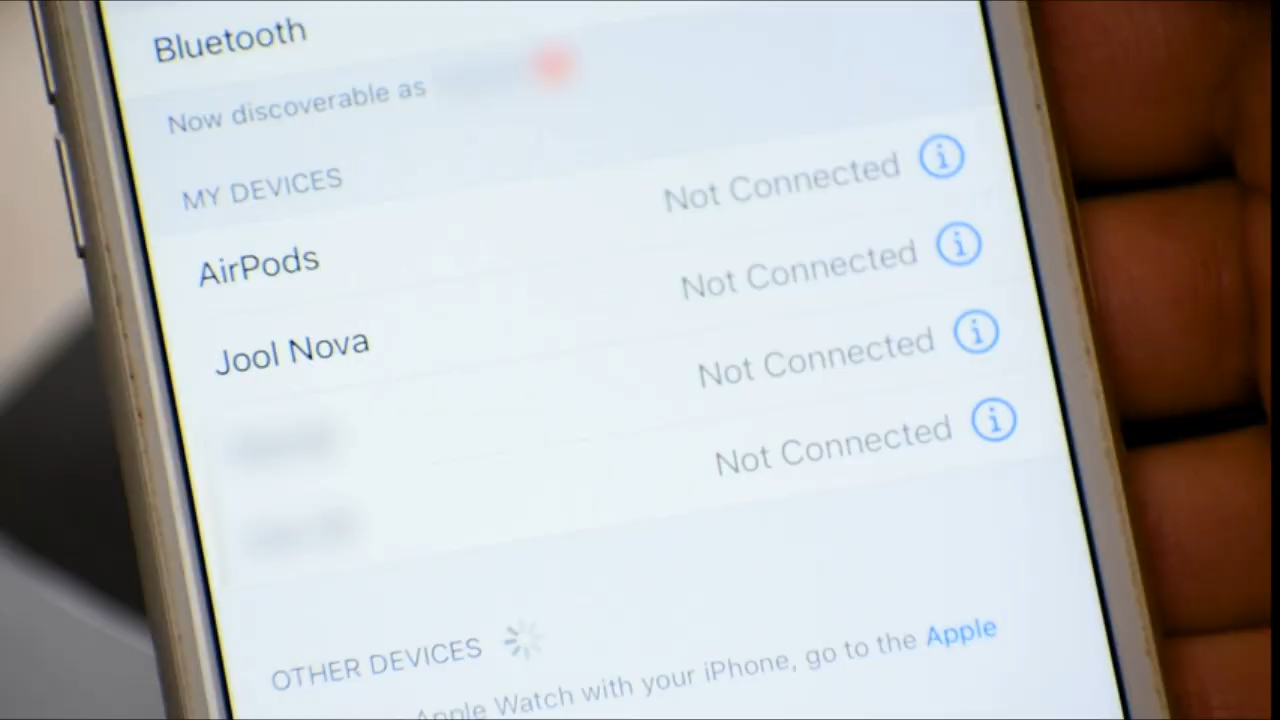 Bluetooth
Now discoverable as
MY DEVICES
AirPods Not Connected
Jool Nova Not Connected
Not Connected
Not Connected
OTHER DEVICES
Apple Watch with your iPhone, go to the Apple